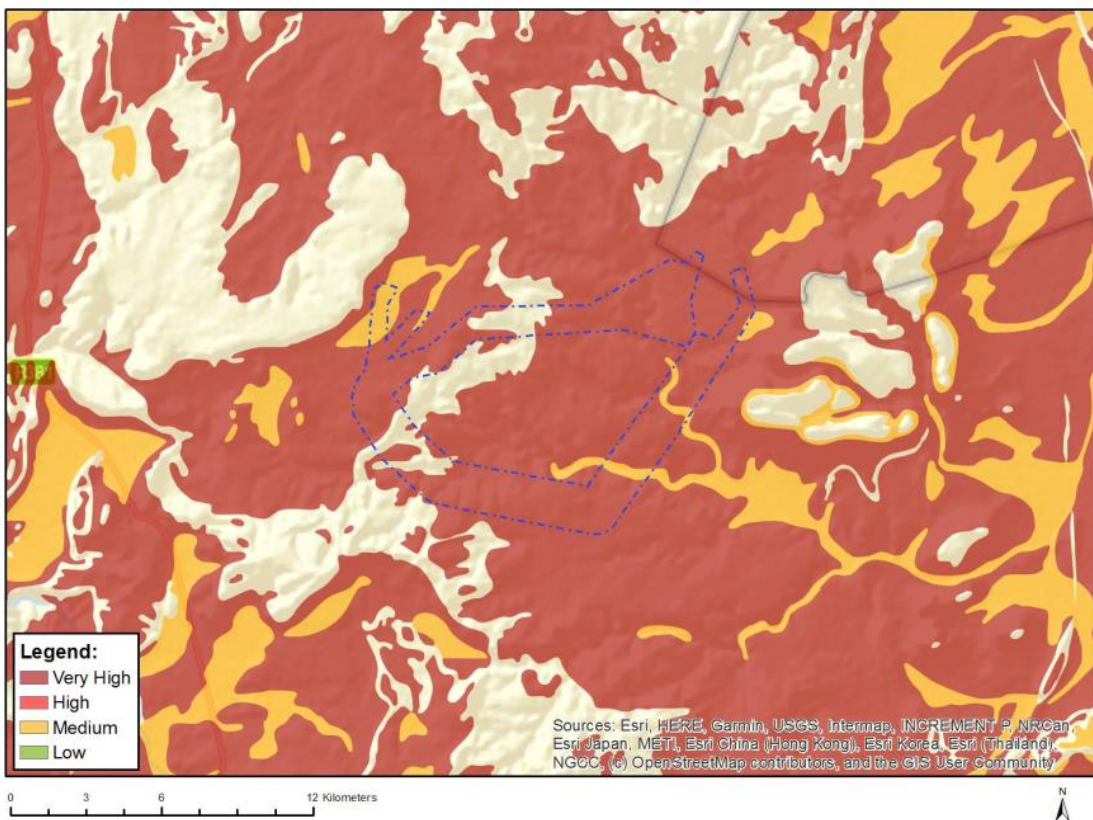 Legend:
Very High
High
Medium
Low
Sources: Esri, HERE, Garmin, USGS, Intermap, INCREMENT P, NRCan,
Esri Japan, METI, Esri China (Hong Kong), Esri Korea, Esri (Thailand),
NGCC, (c) OpenStreetMap contributors, and the GIS User Community
0 3 6 12 Kilometers
N